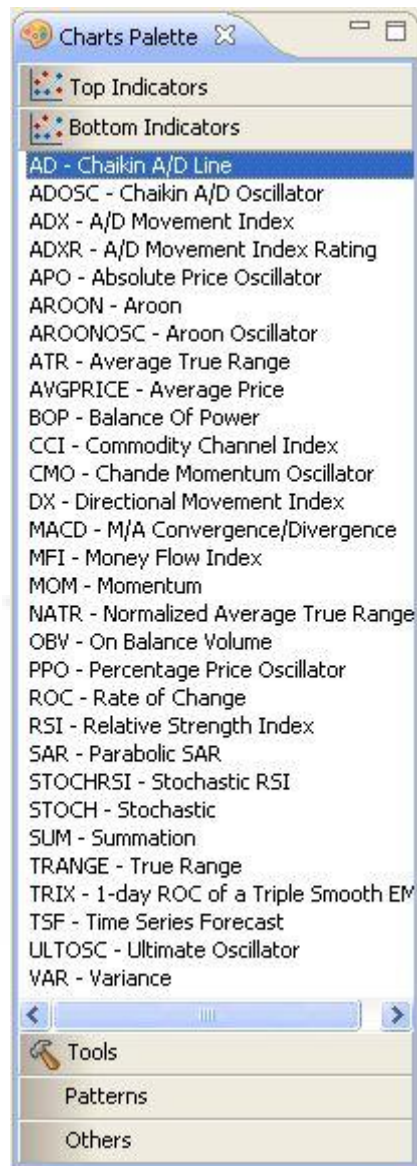 Charts Palette
Top Indicators
Bottom Indicators
AD - Chaikin A/D Line
ADOSC - Chaikin A/D Oscillator
ADX - A/D Movement Index
ADXR - A/D Movement Index Rating
APO - Absolute Price Oscillator
AROON - Aroon
AROONOSC - Aroon Oscillator
ATR - Average True Range
AVGPRICE - Average Price
BOP - Balance Of Power
CCI - Commodity Channel Index
CMO - Chande Momentum Oscillator
DX - Directional Movement Index
MACD - M/A Convergence/Divergence
MFI - Money Flow Index
MOM - Momentum
NATR - Normalized Average True Range
OBV - On Balance Volume
PPO - Percentage Price Oscillator
ROC - Rate of Change
RSI - Relative Strength Index
SAR - Parabolic SAR
STOCHRSI - Stochastic RSI
STOCH - Stochastic
SUM - Summation
TRANGE - True Range
TRIX - 1-day ROC of a Triple Smooth EM
TSF - Time Series Forecast
ULTOSC - Ultimate Oscillator
VAR - Variance
Tools
Patterns
Others